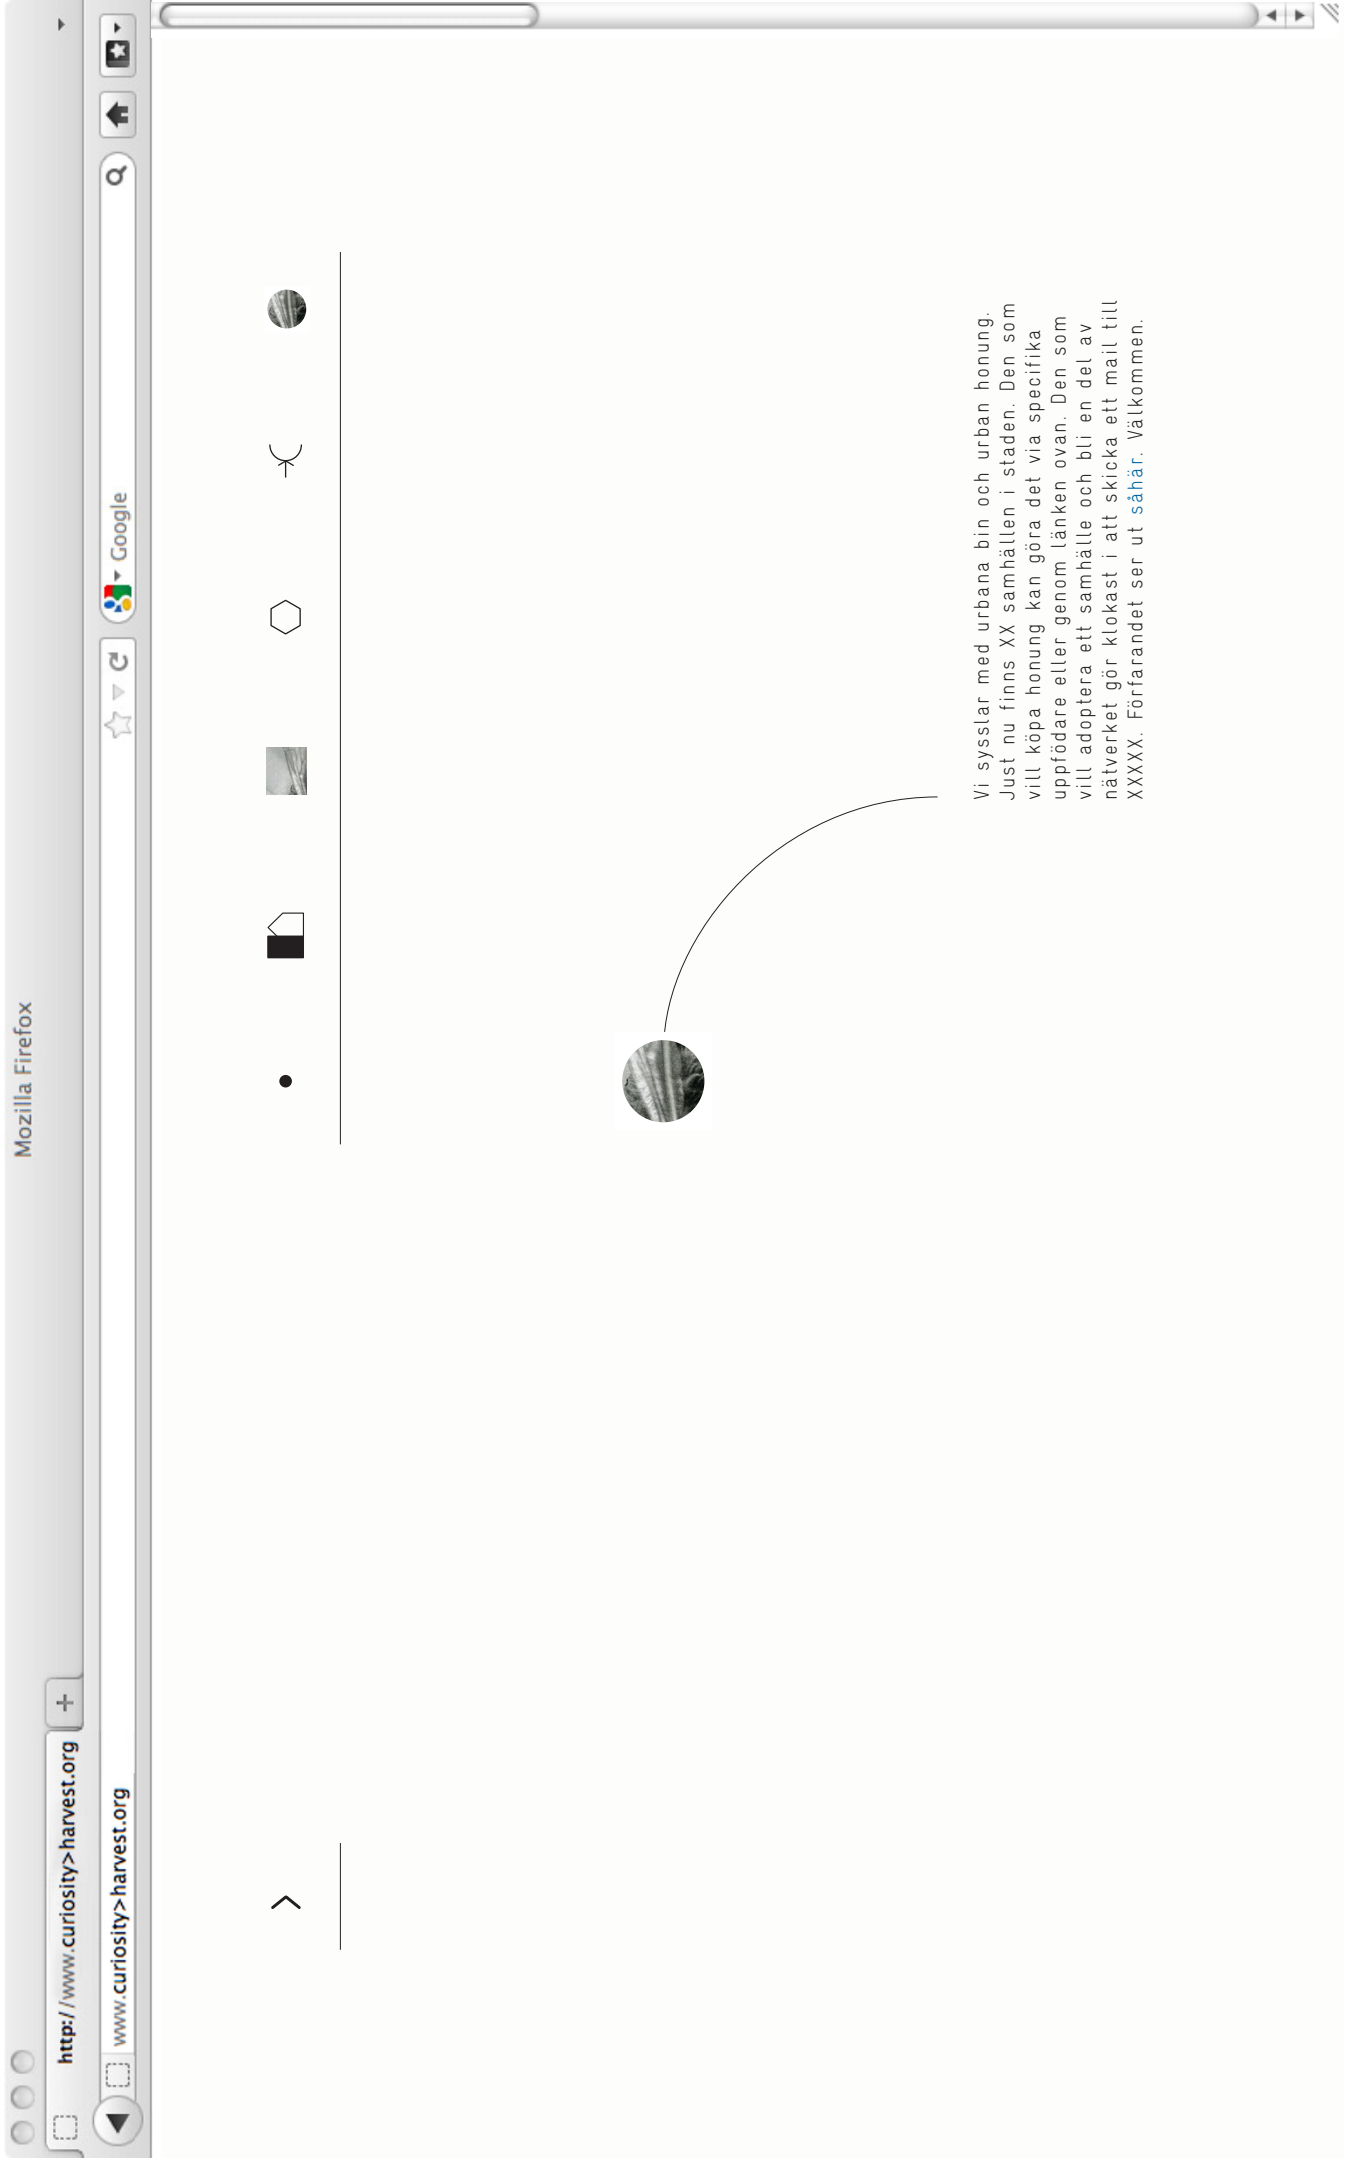 Mozilla Firefox
http://www.curiosity>harvest.org
www.curiosity>harvest.org
Google
Vi sysslar med urbana bin och urban honung.
Just nu finns XX samhällen i staden. Den som
vill köpa honung kan göra det via specifika
uppfödare eller genom länken ovan. Den som
vill adoptera ett samhälle och bli en del av
nätverket gör klokast i att skicka ett mail till
XXXXX. Förfarandet ser ut såhär. Välkommen.